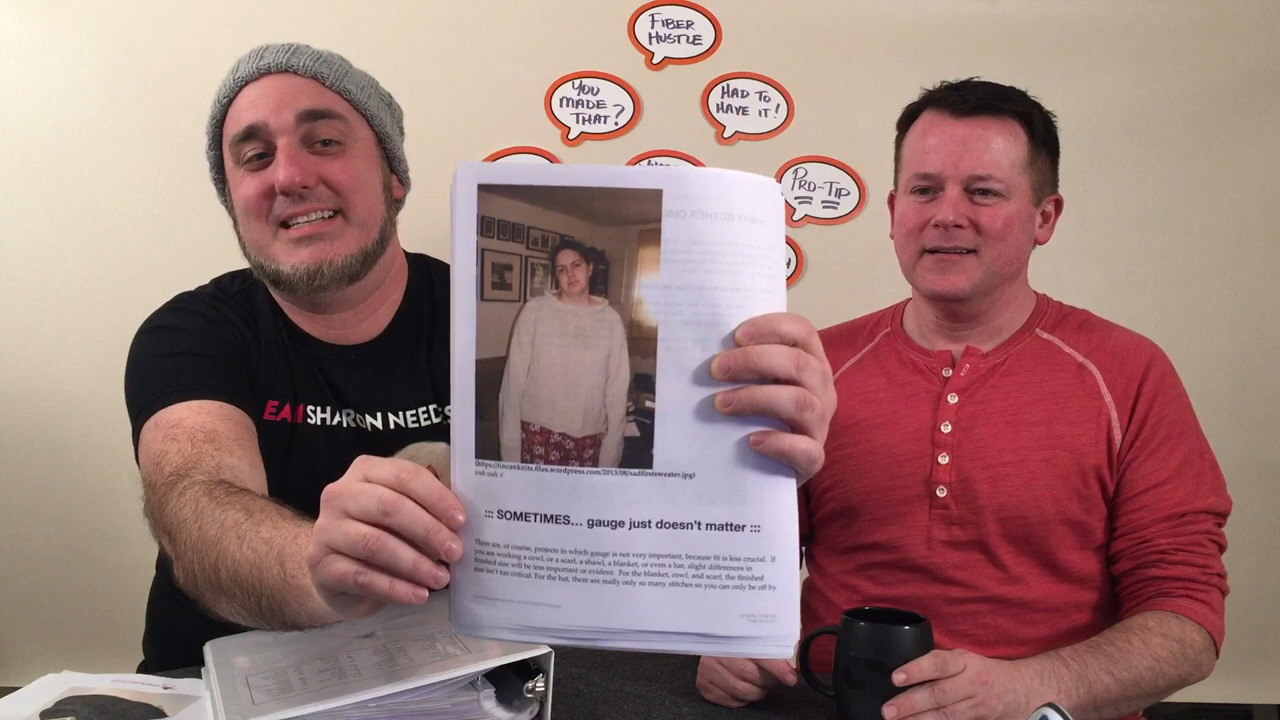 FIBER
HUSTLE
YOU
MADE
THAT?
HAD TO
HAVE IT!
PRO-TIP
EAM SHARON NEEDS
(https://tincanknits.files.wordpress.com/2013/08/sadfirstsweater.jpg)
::: SOMETIMES... gauge just doesn't matter :::
There are, of course, projects in which gauge is not very important, because fit is less crucial. If
you are working a cowl, or a scarf, a shawl, a blanket, or even a hat, slight differences in
finished size will be less important or evident. For the blanket, cowl, and scarf, the finished
size isn't too critical. For the hat, there are really only so many stitches so you can only be off by